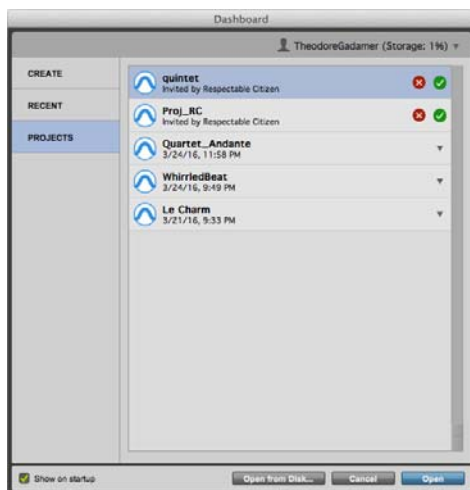 Dashboard
TheodoreGadamer (Storage: 1%)
CREATE
RECENT
PROJECTS
quintet
Invited by Respectable Citizen
Proj_RC
Invited by Respectable Citizen
Quartet_Andante
3/24/16, 11:58 PM
WhirrledBeat
3/24/16, 9:49 PM
Le Charm
3/21/16, 9:33 PM
Show on startup
Open from Disk...
Cancel
Open